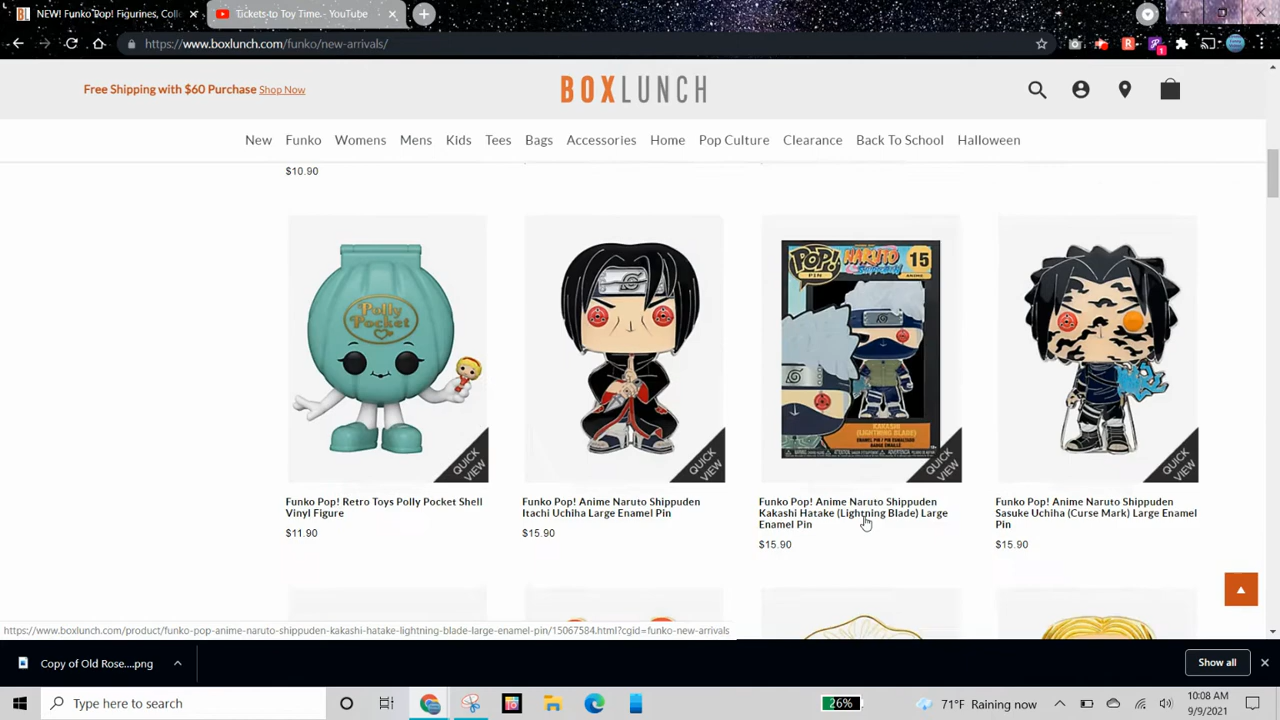 NEW! Funko Pop! Figurines, Coll
Tickets to Toy Time - YouTube
https://www.boxlunch.com/funko/new-arrivals/
Free Shipping with $60 Purchase Shop Now
BOXLUNCH
New Funko Womens Mens Kids Tees Bags Accessories Home Pop Culture Clearance Back To School Halloween
$10.90
Polly
Pocket
QUICK VIEW
QUICK VIEW
POP!
PIN
NARUTO
SHIPPUDEN
15
ANIME
KAKASHI
(LIGHTNING BLADE)
QUICK VIEW
QUICK VIEW
Funko Pop! Retro Toys Polly Pocket Shell
Vinyl Figure
$11.90
Funko Pop! Anime Naruto Shippuden
Itachi Uchiha Large Enamel Pin
$15.90
Funko Pop! Anime Naruto Shippuden
Kakashi Hatake (Lightning Blade) Large
Enamel Pin
$15.90
Funko Pop! Anime Naruto Shippuden
Sasuke Uchiha (Curse Mark) Large Enamel
Pin
$15.90
https://www.boxlunch.com/product/funko-pop-anime-naruto-shippuden-kakashi-hatake-lightning-blade-large-enamel-pin/15067584.html?cgid=funko-new-arrivals
Copy of Old Rose....png
Show all
Type here to search
26%
71°F Raining now
10:08 AM
9/9/2021